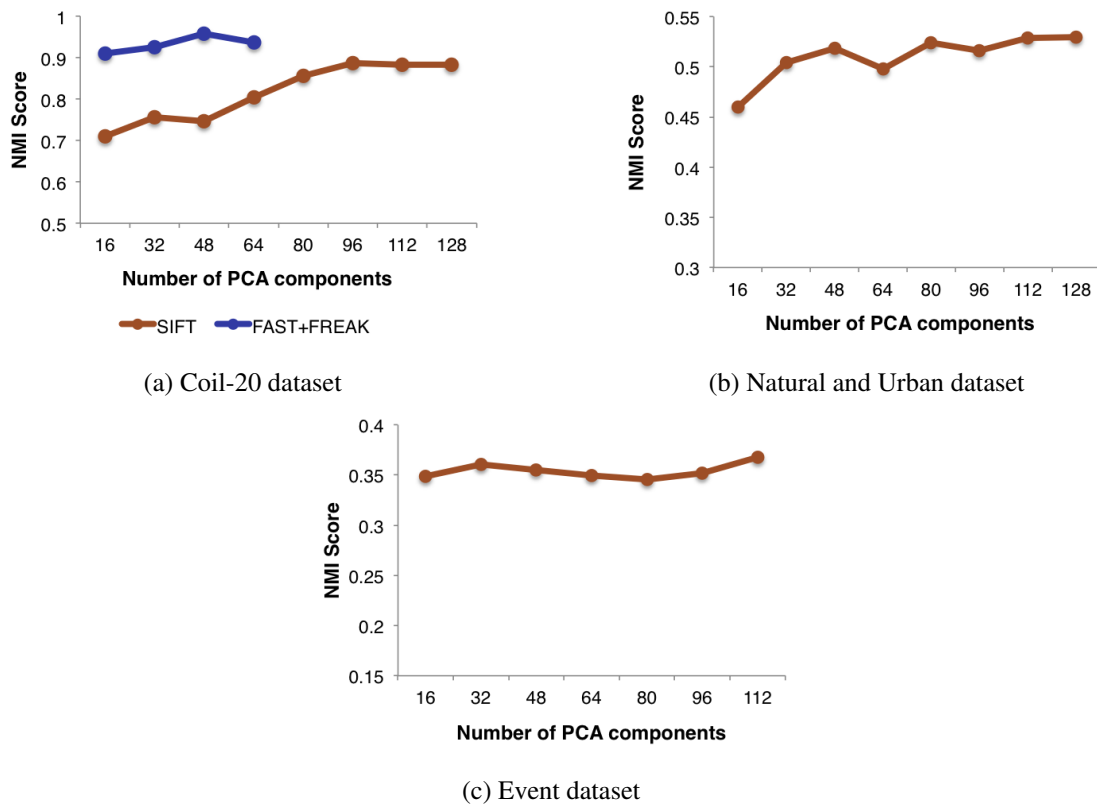 1
0.9
0.8
0.7
0.6
0.5
NMI Score
16 32 48 64 80 96 112 128
Number of PCA components
SIFT FAST+FREAK
(a) Coil-20 dataset
0.55
0.5
0.45
0.4
0.35
0.3
NMI Score
16 32 48 64 80 96 112 128
Number of PCA components
(b) Natural and Urban dataset
0.4
0.35
0.3
0.25
0.2
0.15
NMI Score
16 32 48 64 80 96 112
Number of PCA components
(c) Event dataset